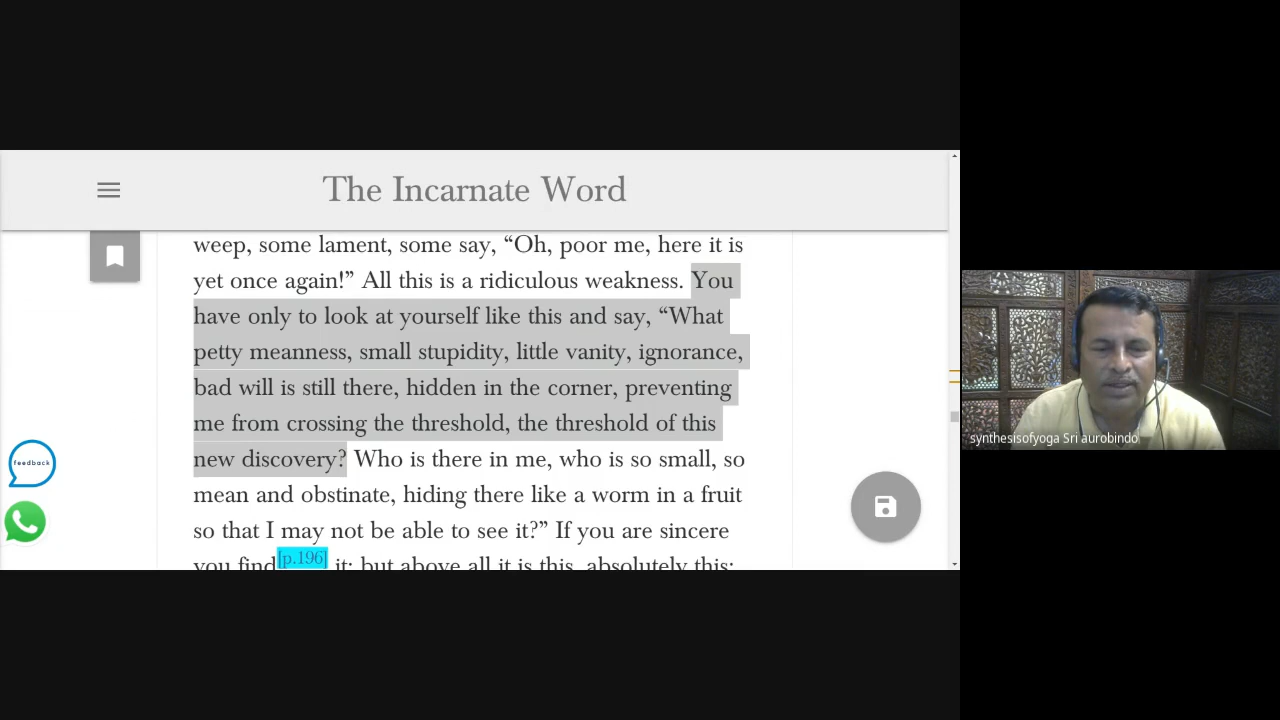 The Incarnate Word
weep, some lament, some say, “Oh, poor me, here it is
yet once again!” All this is a ridiculous weakness. You
have only to look at yourself like this and say, “What
petty meanness, small stupidity, little vanity, ignorance,
bad will is still there, hidden in the corner, preventing
me from crossing the threshold, the threshold of this
new discovery? Who is there in me, who is so small, so
mean and obstinate, hiding there like a worm in a fruit
so that I may not be able to see it?” If you are sincere
you find[p.196] it; but above all it is this, absolutely this:
feedback
synthesisofyoga Sri aurobindo